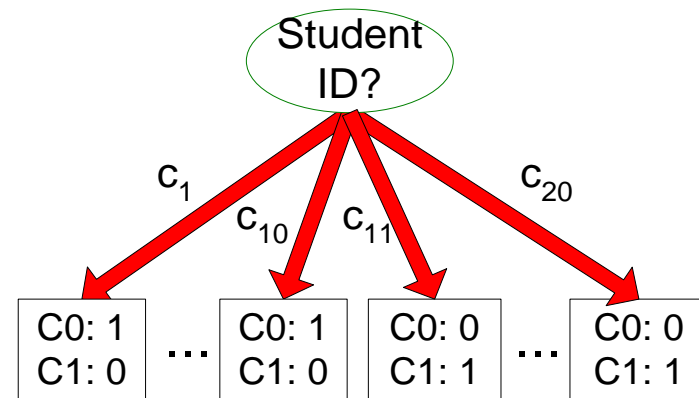 Student
ID?
c₁
c₁₀
c₁₁
c₂₀
C0: 1
C1: 0
...
C0: 1
C1: 0
C0: 0
C1: 1
...
C0: 0
C1: 1